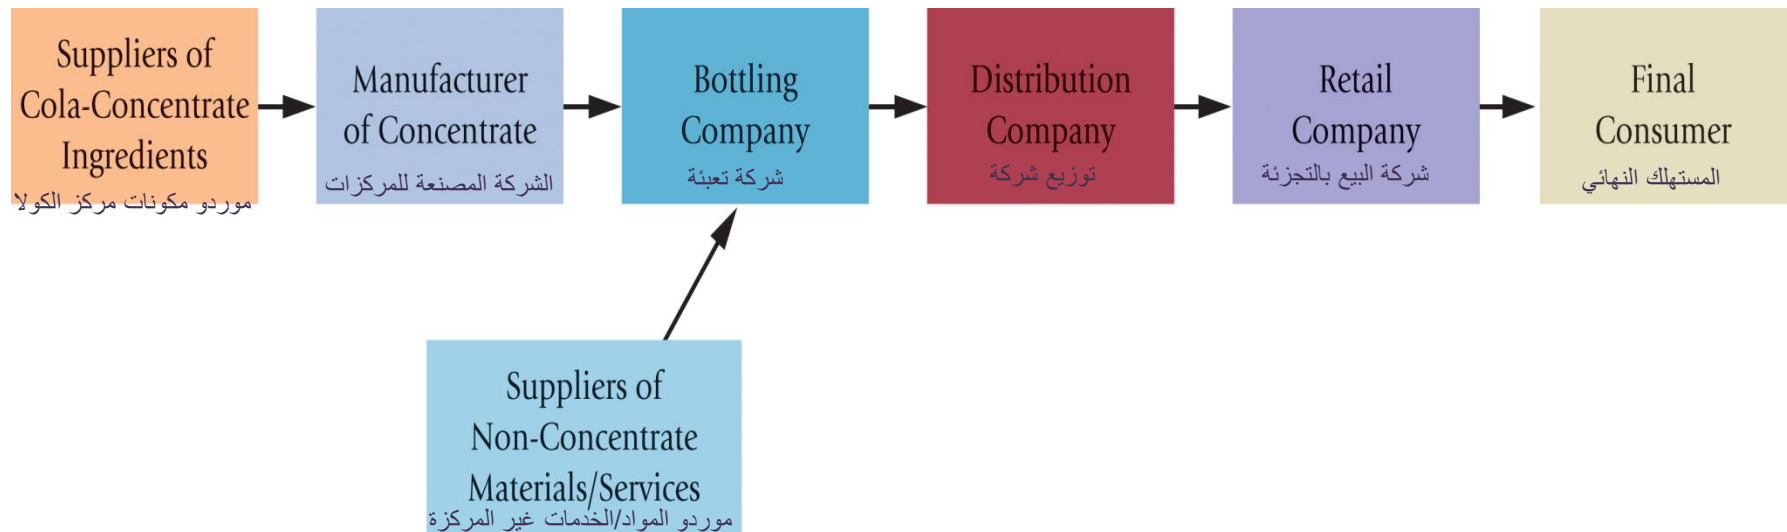 Suppliers of
Cola-Concentrate
Ingredients
موردو مكونات مركز الكولا
Manufacturer
of Concentrate
الشركة المصنعة للمركزات
Bottling
Company
شركة تعبئة
Distribution
Company
توزيع شركة
Retail
Company
شركة البيع بالتجزئة
Final
Consumer
المستهلك النهائي
Suppliers of
Non-Concentrate
Materials/Services
موردو المواد/الخدمات غير المركزة